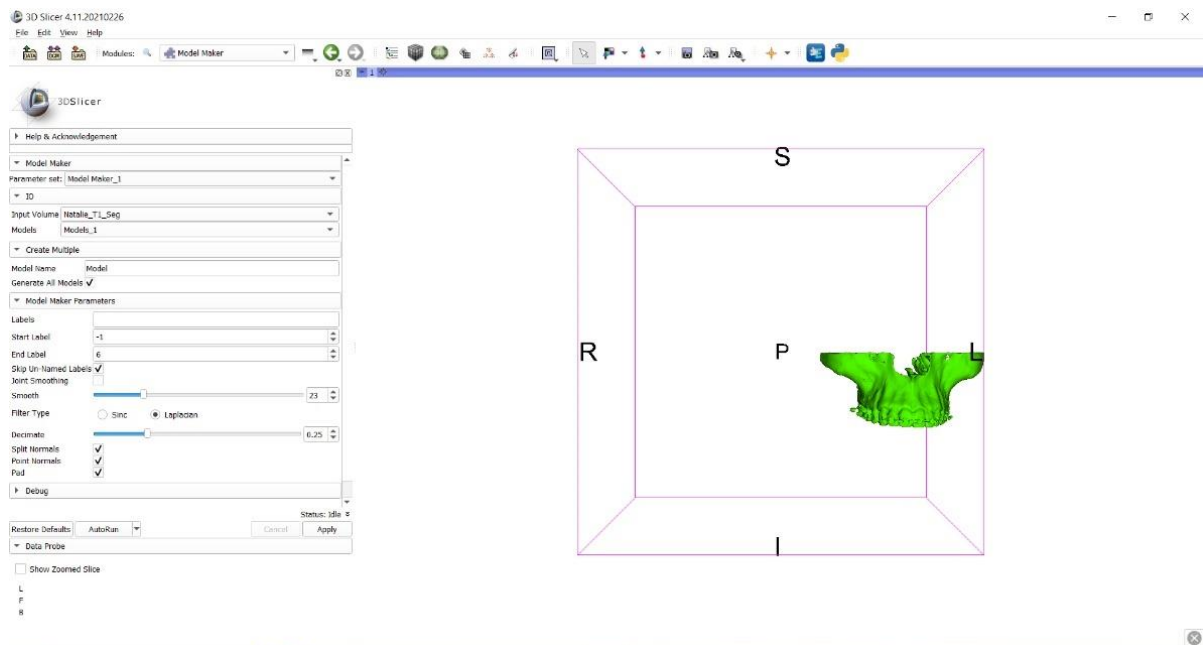 3D Slicer 4.11.20210226
File Edit View Help
DATA DCM SAVE Modules: Model Maker
1
3DSlicer
Help & Acknowledgement
Model Maker
Parameter set: Model Maker_1
IO
Input Volume Natalie_T1_Seg
Models Models_1
Create Multiple
Model Name Model
Generate All Models
Model Maker Parameters
Labels
Start Label -1
End Label 6
Skip Un-Named Labels
Joint Smoothing
Smooth 23
Filter Type Sinc Laplacian
Decimate 0.25
Split Normals
Point Normals
Pad
Debug
Status: Idle
Restore Defaults AutoRun Cancel Apply
Data Probe
Show Zoomed Slice
L
F
B
S
R P L
I